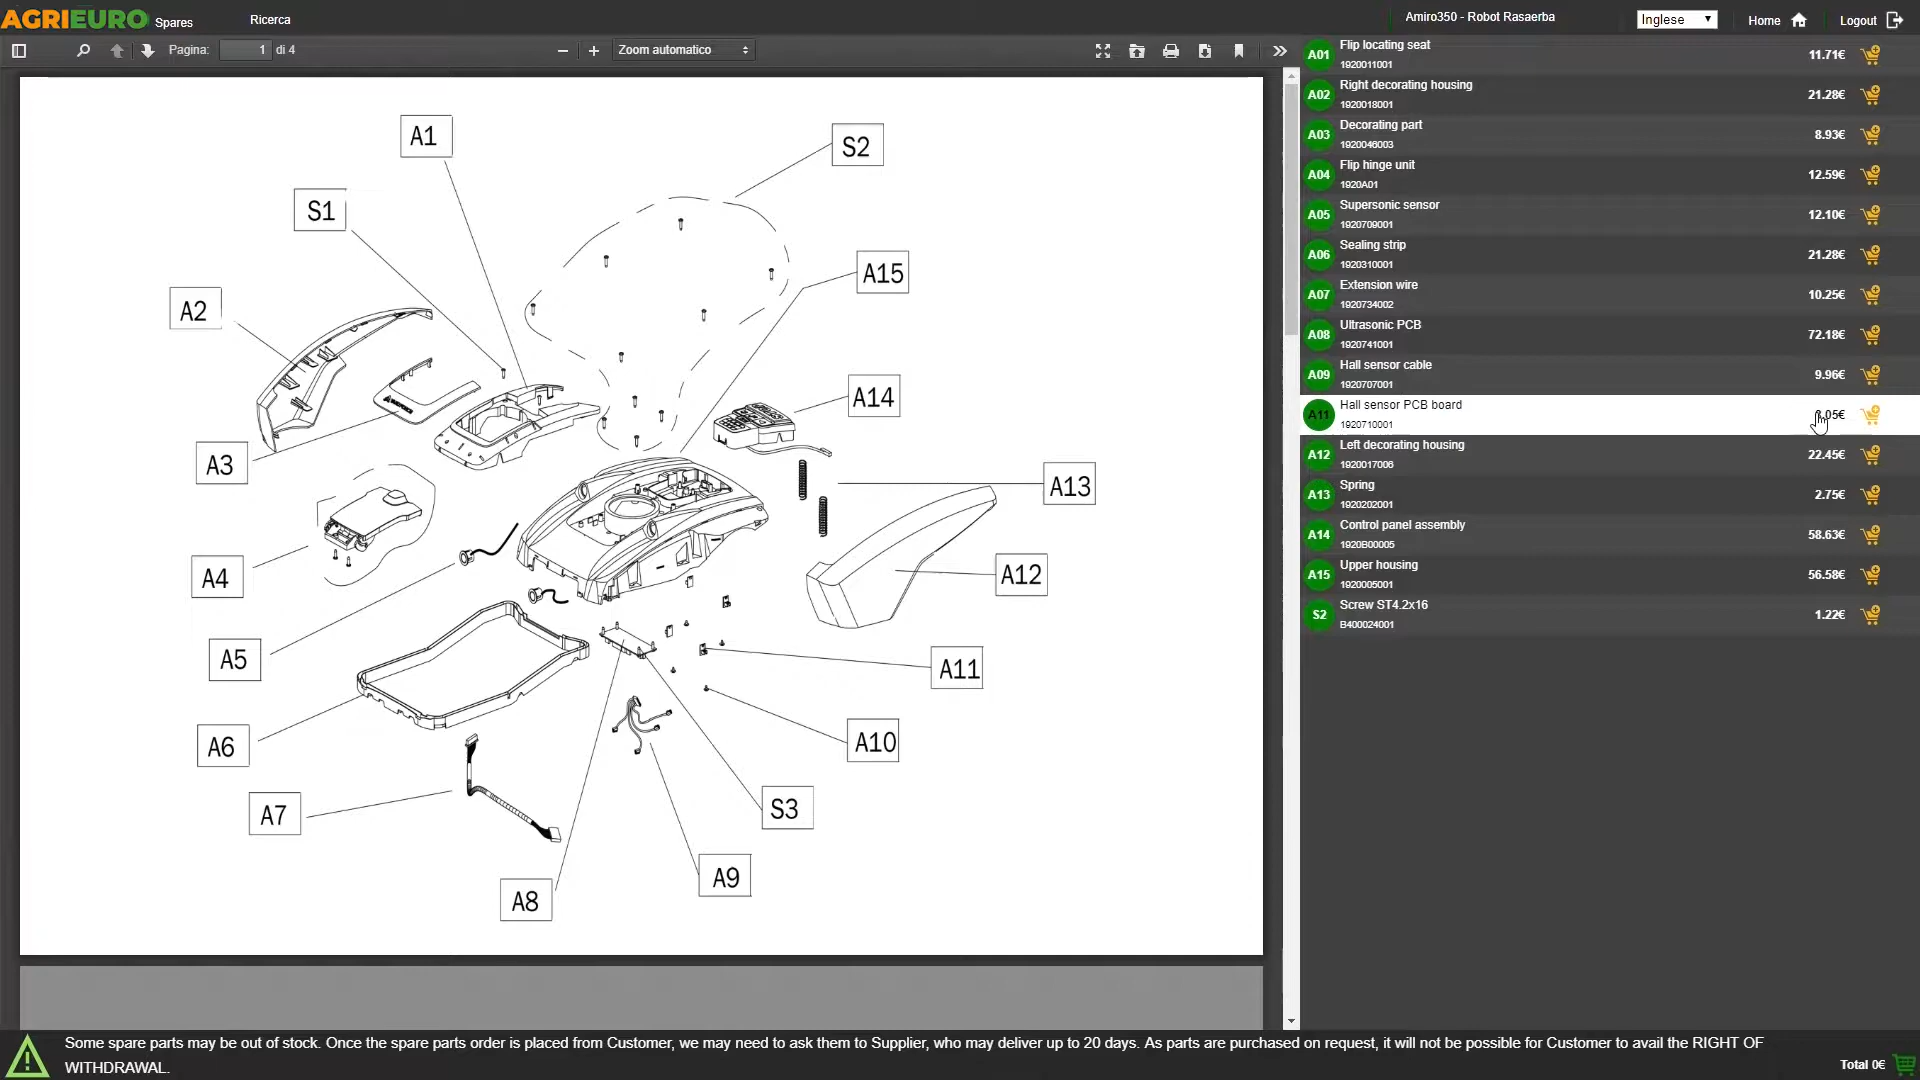 AGRIEURO Spares
Ricerca
Amiro350 - Robot Rasaerba
Inglese
Home
Logout
Pagina:
1
di 4
Zoom automatico
A1
S2
S1
A15
A2
A14
A3
A13
A4
A12
A5
A11
A6
A10
A7
S3
A9
A8
A01
Flip locating seat
1920011001
11.71€
A02
Right decorating housing
1920018001
21.28€
A03
Decorating part
1920046003
8.93€
A04
Flip hinge unit
1920A01
12.59€
A05
Supersonic sensor
1920709001
12.10€
A06
Sealing strip
1920310001
21.28€
A07
Extension wire
1920734002
10.25€
A08
Ultrasonic PCB
1920741001
72.18€
A09
Hall sensor cable
1920707001
9.96€
A11
Hall sensor PCB board
1920710001
.05€
A12
Left decorating housing
1920017006
22.45€
A13
Spring
1920202001
2.75€
A14
Control panel assembly
1920B00005
58.63€
A15
Upper housing
1920005001
56.58€
S2
Screw ST4.2x16
B400024001
1.22€
Some spare parts may be out of stock. Once the spare parts order is placed from Customer, we may need to ask them to Supplier, who may deliver up to 20 days. As parts are purchased on request, it will not be possible for Customer to avail the RIGHT OF
WITHDRAWAL.
Total 0€